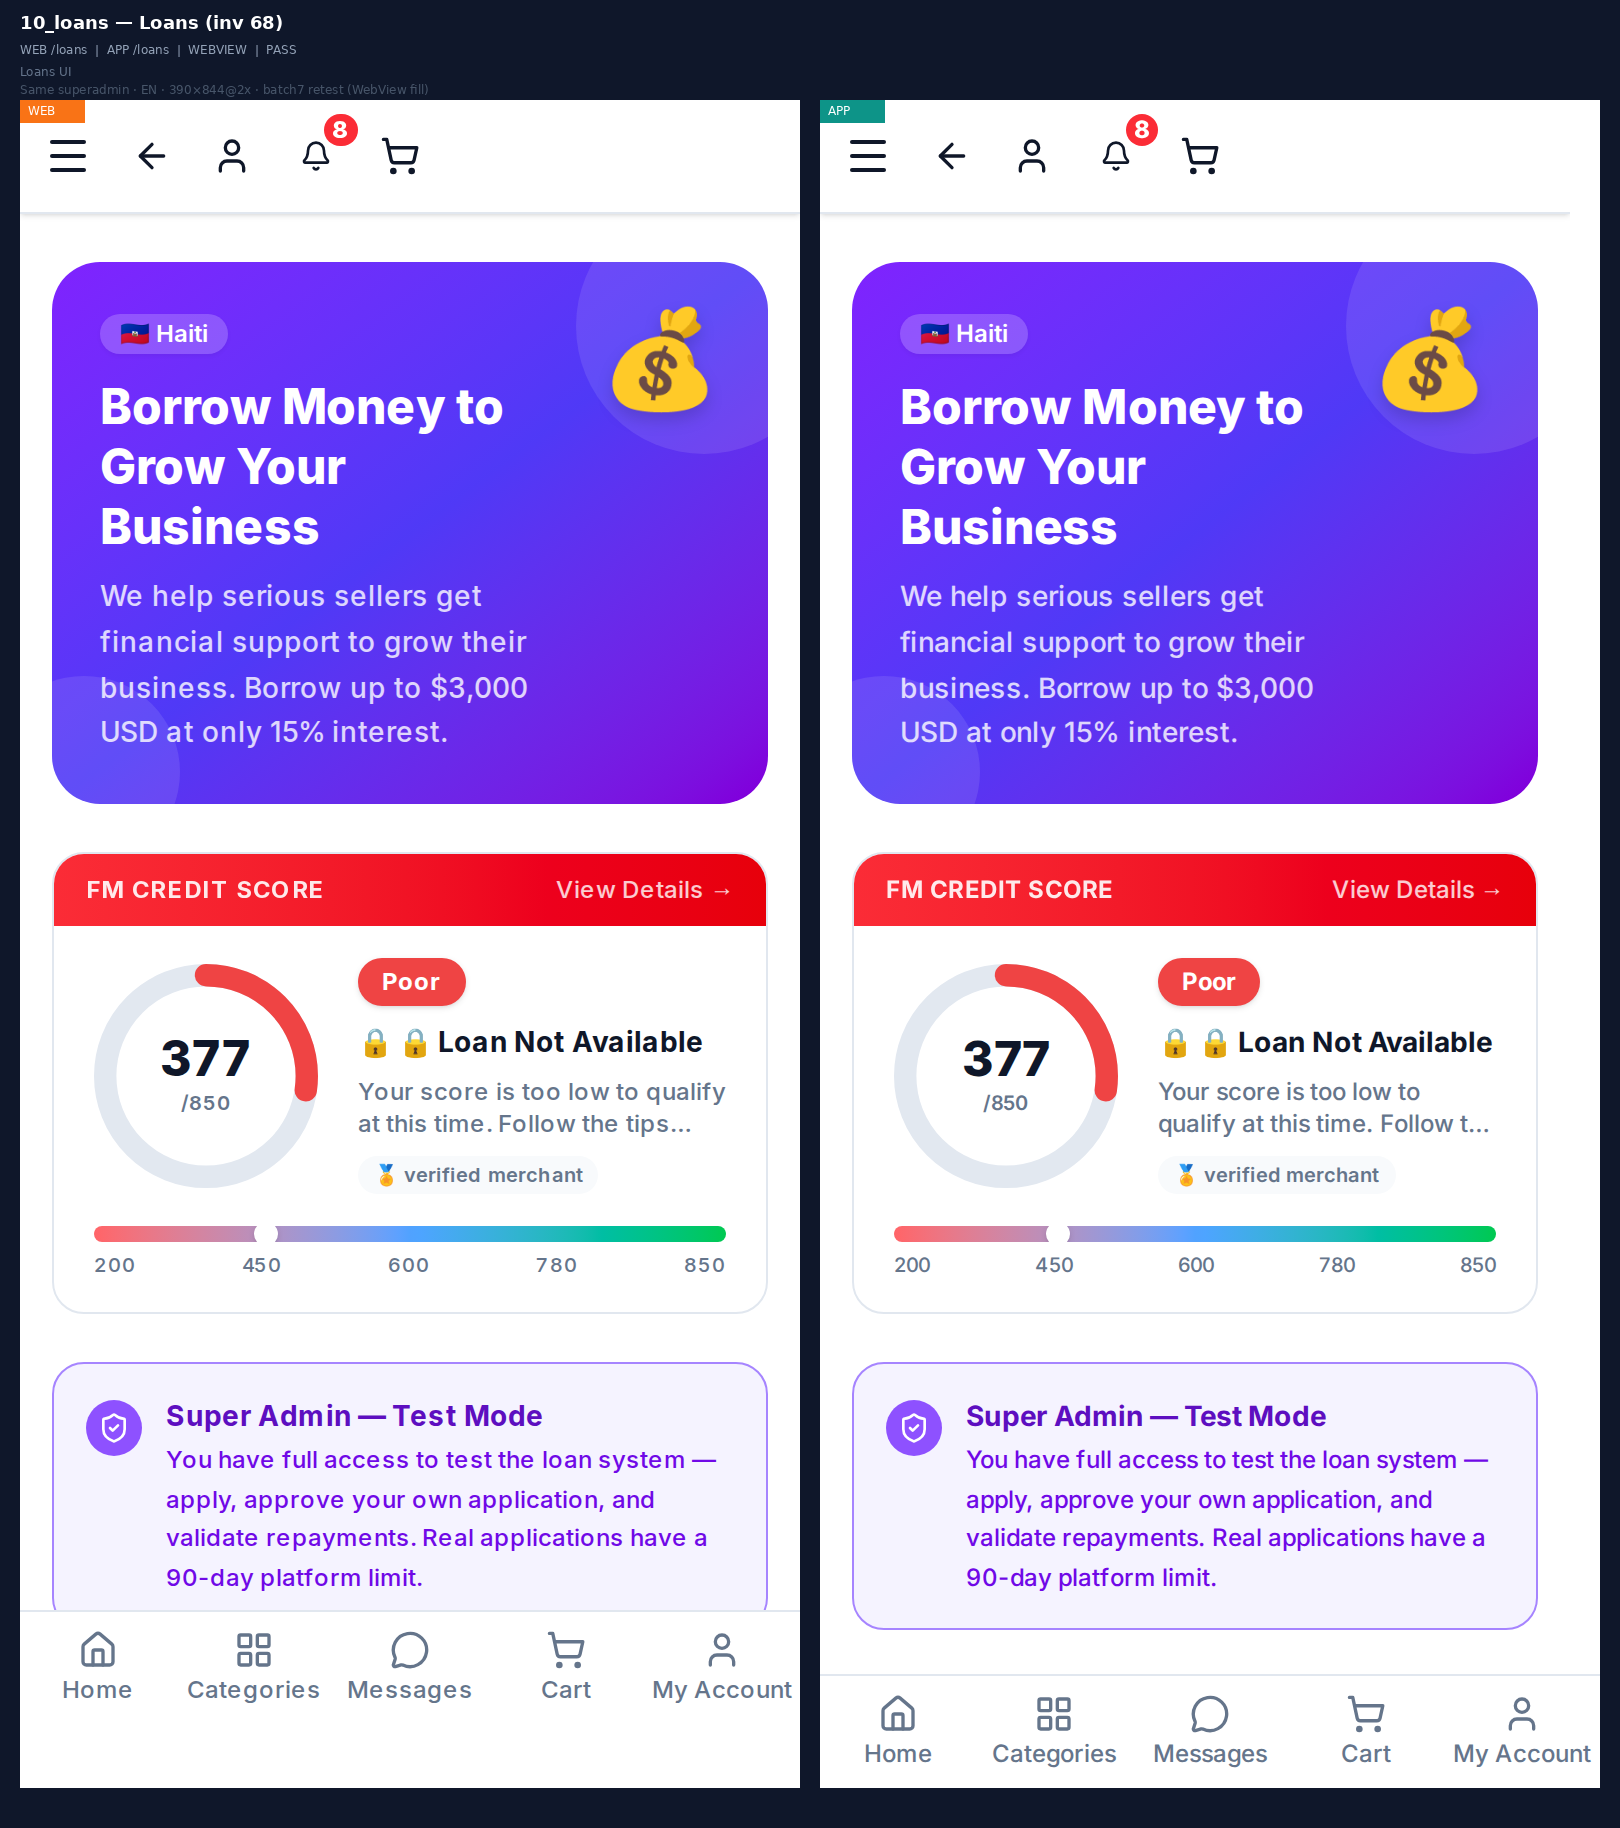 10_loans — Loans (inv 68)
WEB /loans | APP /loans | WEBVIEW | PASS
Loans UI
Same superadmin · EN · 390×844@2x · batch7 retest (WebView fill)
WEB
8
🇭🇹 Haiti
Borrow Money to
Grow Your
Business
We help serious sellers get
financial support to grow their
business. Borrow up to $3,000
USD at only 15% interest.
FM CREDIT SCORE
View Details →
377
/850
Poor
🔒 🔒 Loan Not Available
Your score is too low to qualify
at this time. Follow the tips...
🏅 verified merchant
200 450 600 780 850
Super Admin — Test Mode
You have full access to test the loan system —
apply, approve your own application, and
validate repayments. Real applications have a
90-day platform limit.
Home Categories Messages Cart My Account
APP
8
🇭🇹 Haiti
Borrow Money to
Grow Your
Business
We help serious sellers get
financial support to grow their
business. Borrow up to $3,000
USD at only 15% interest.
FM CREDIT SCORE
View Details →
377
/850
Poor
🔒 🔒 Loan Not Available
Your score is too low to
qualify at this time. Follow t...
🏅 verified merchant
200 450 600 780 850
Super Admin — Test Mode
You have full access to test the loan system —
apply, approve your own application, and
validate repayments. Real applications have a
90-day platform limit.
Home Categories Messages Cart My Account